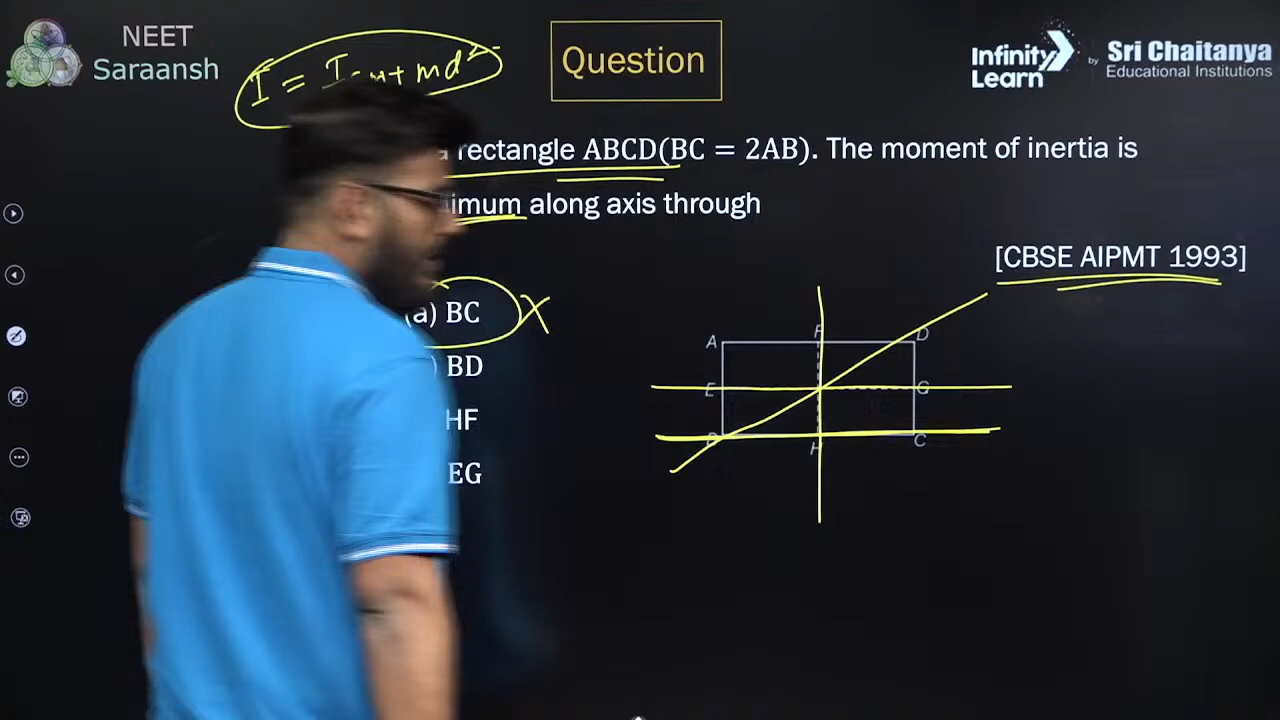 NEET
Saraansh
I = I + md²
Question
Infinity
Learn
by
Sri Chaitanya
Educational Institutions
rectangle ABCD(BC = 2AB). The moment of inertia is
imum along axis through
[CBSE AIPMT 1993]
(a) BC X
) BD
HF
EG
A F D
E G
C
H